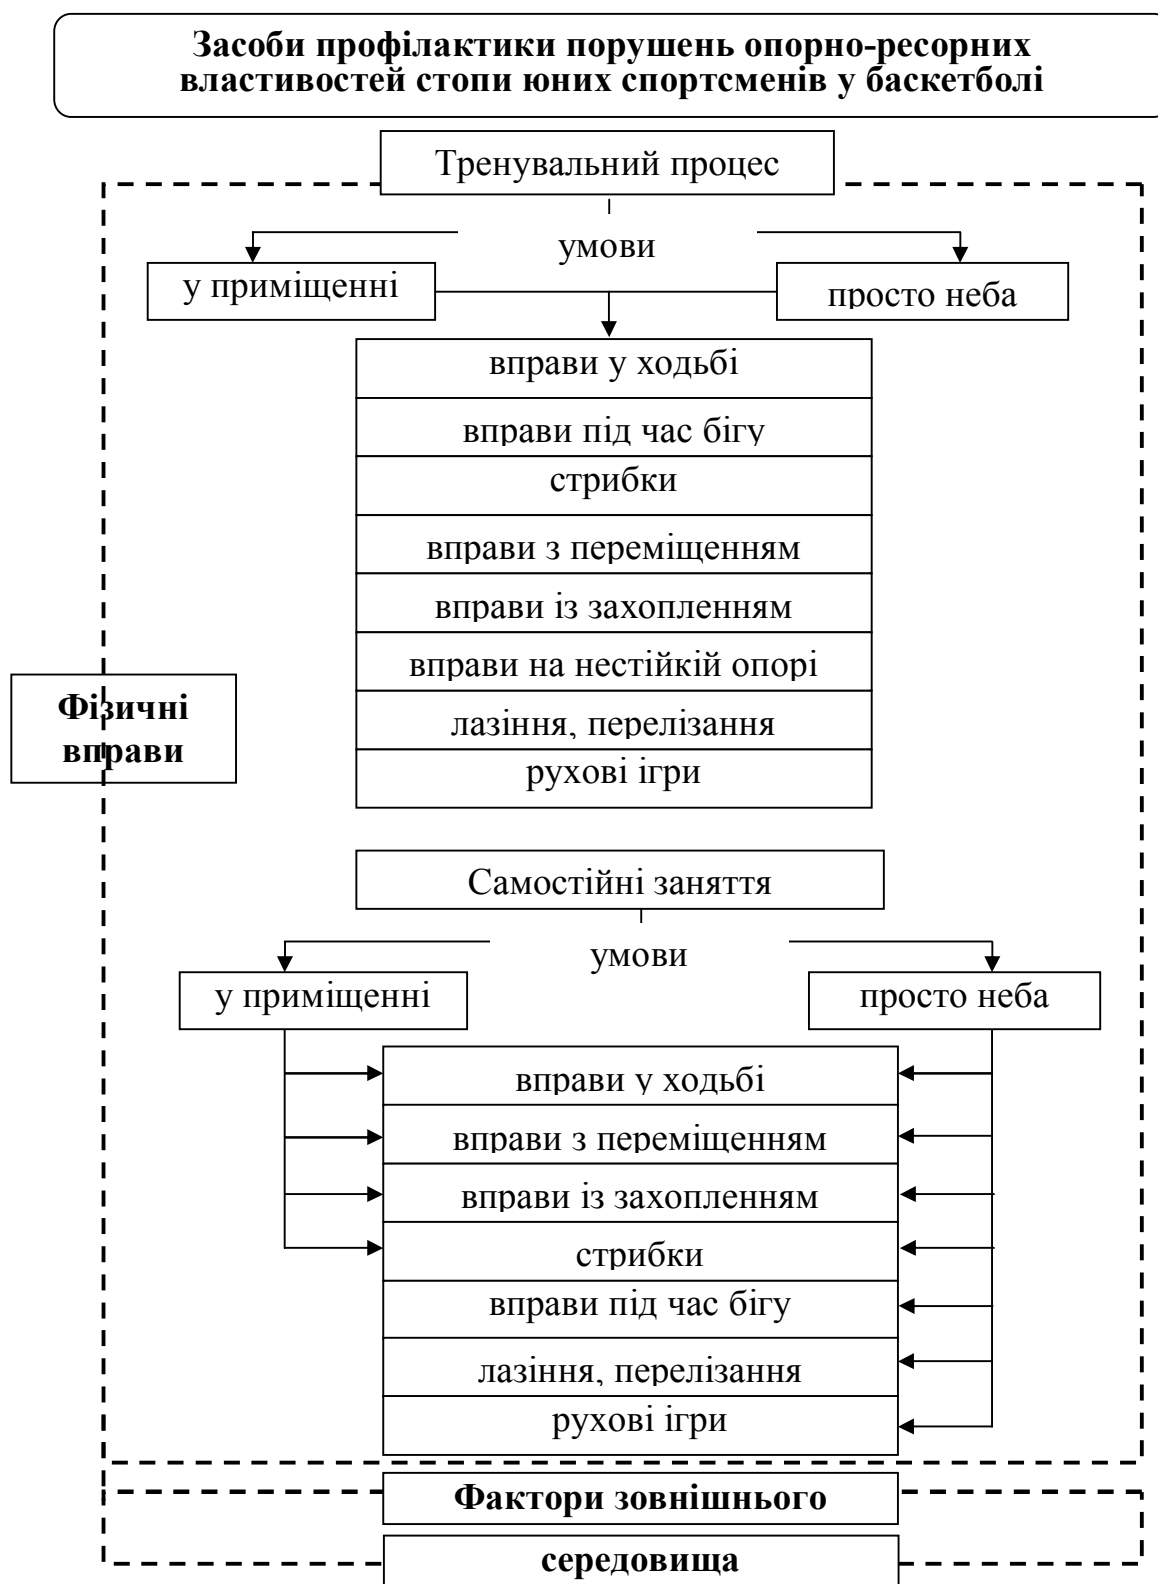 Засоби профілактики порушень опорно-ресорних
властивостей стопи юних спортсменів у баскетболі
Тренувальний процес
умови
у приміщенні
просто неба
вправи у ходьбі
вправи під час бігу
стрибки
вправи з переміщенням
вправи із захопленням
вправи на нестійкій опорі
лазіння, перелізання
рухові ігри
Фізичні
вправи
Самостійні заняття
умови
у приміщенні
просто неба
вправи у ходьбі
вправи з переміщенням
вправи із захопленням
стрибки
вправи під час бігу
лазіння, перелізання
рухові ігри
Фактори зовнішнього
середовища